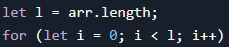 let l = arr.length;
for (let i = 0; i < l; i++)